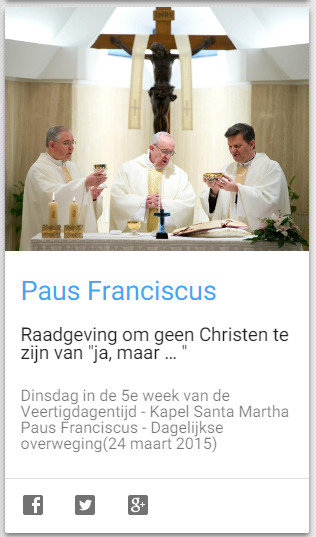 Paus Franciscus
Raadgeving om geen Christen te
zijn van "ja, maar ... "
Dinsdag in de 5e week van de
Veertigdagentijd - Kapel Santa Martha
Paus Franciscus - Dagelijkse
overweging(24 maart 2015)